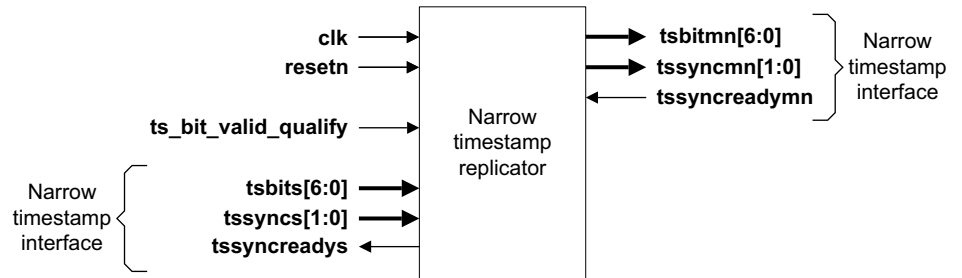 clk
resetn
ts_bit_valid_qualify
Narrow
timestamp
interface
tsbits[6:0]
tssyncs[1:0]
tssyncreadys
Narrow
timestamp
replicator
tsbitmn[6:0]
tssyncmn[1:0]
tssyncreadymn
Narrow
timestamp
interface